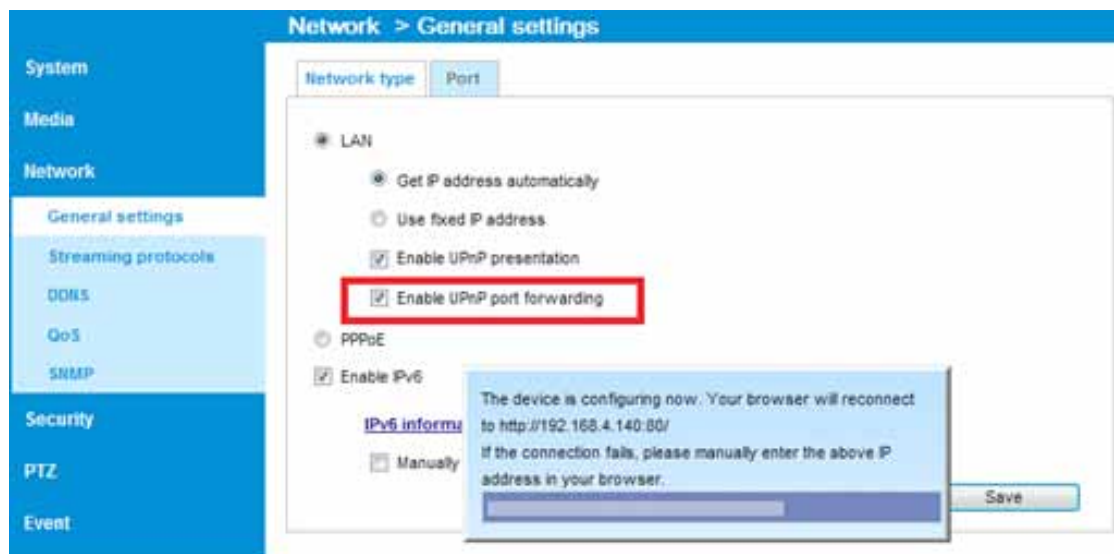 Network > General settings
System
Media
Network
General settings
Streaming protocols
DDNS
QoS
SNMP
Security
PTZ
Event
Network type
Port
LAN
Get IP address automatically
Use fixed IP address
Enable UPnP presentation
Enable UPnP port forwarding
PPPoE
Enable IPv6
IPv6 informa
Manually
The device is configuring now. Your browser will reconnect
to http://192.168.4.140:80/
If the connection fails, please manually enter the above IP
address in your browser.
Save